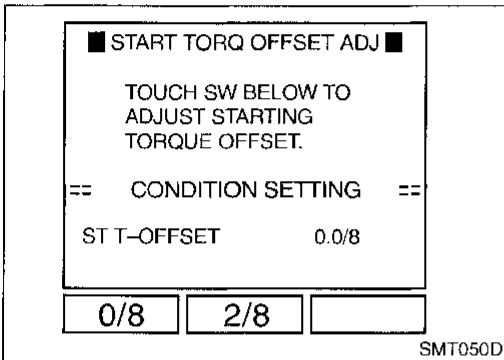 ■ START TORQ OFFSET ADJ ■
TOUCH SW BELOW TO
ADJUST STARTING
TORQUE OFFSET.
== CONDITION SETTING ==
ST T–OFFSET 0.0/8
0/8 2/8
SMT050D